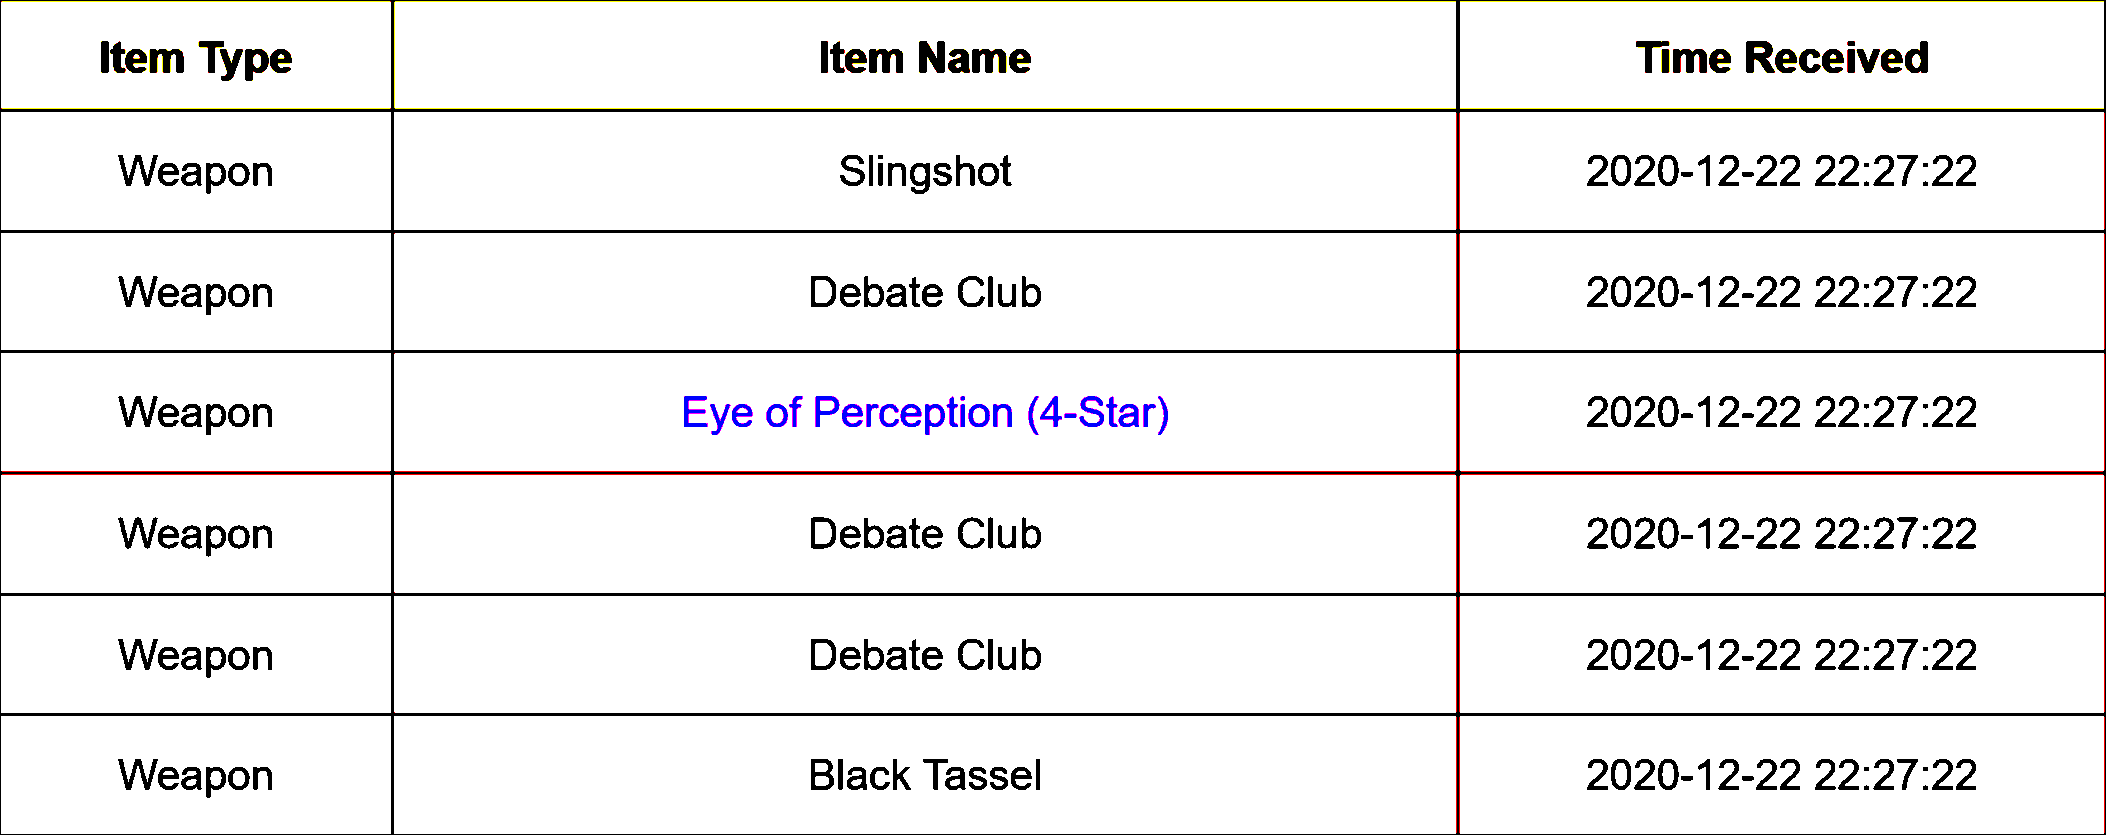 Item Type Item Name Time Received
Weapon Slingshot 2020-12-22 22:27:22
Weapon Debate Club 2020-12-22 22:27:22
Weapon Eye of Perception (4-Star) 2020-12-22 22:27:22
Weapon Debate Club 2020-12-22 22:27:22
Weapon Debate Club 2020-12-22 22:27:22
Weapon Black Tassel 2020-12-22 22:27:22